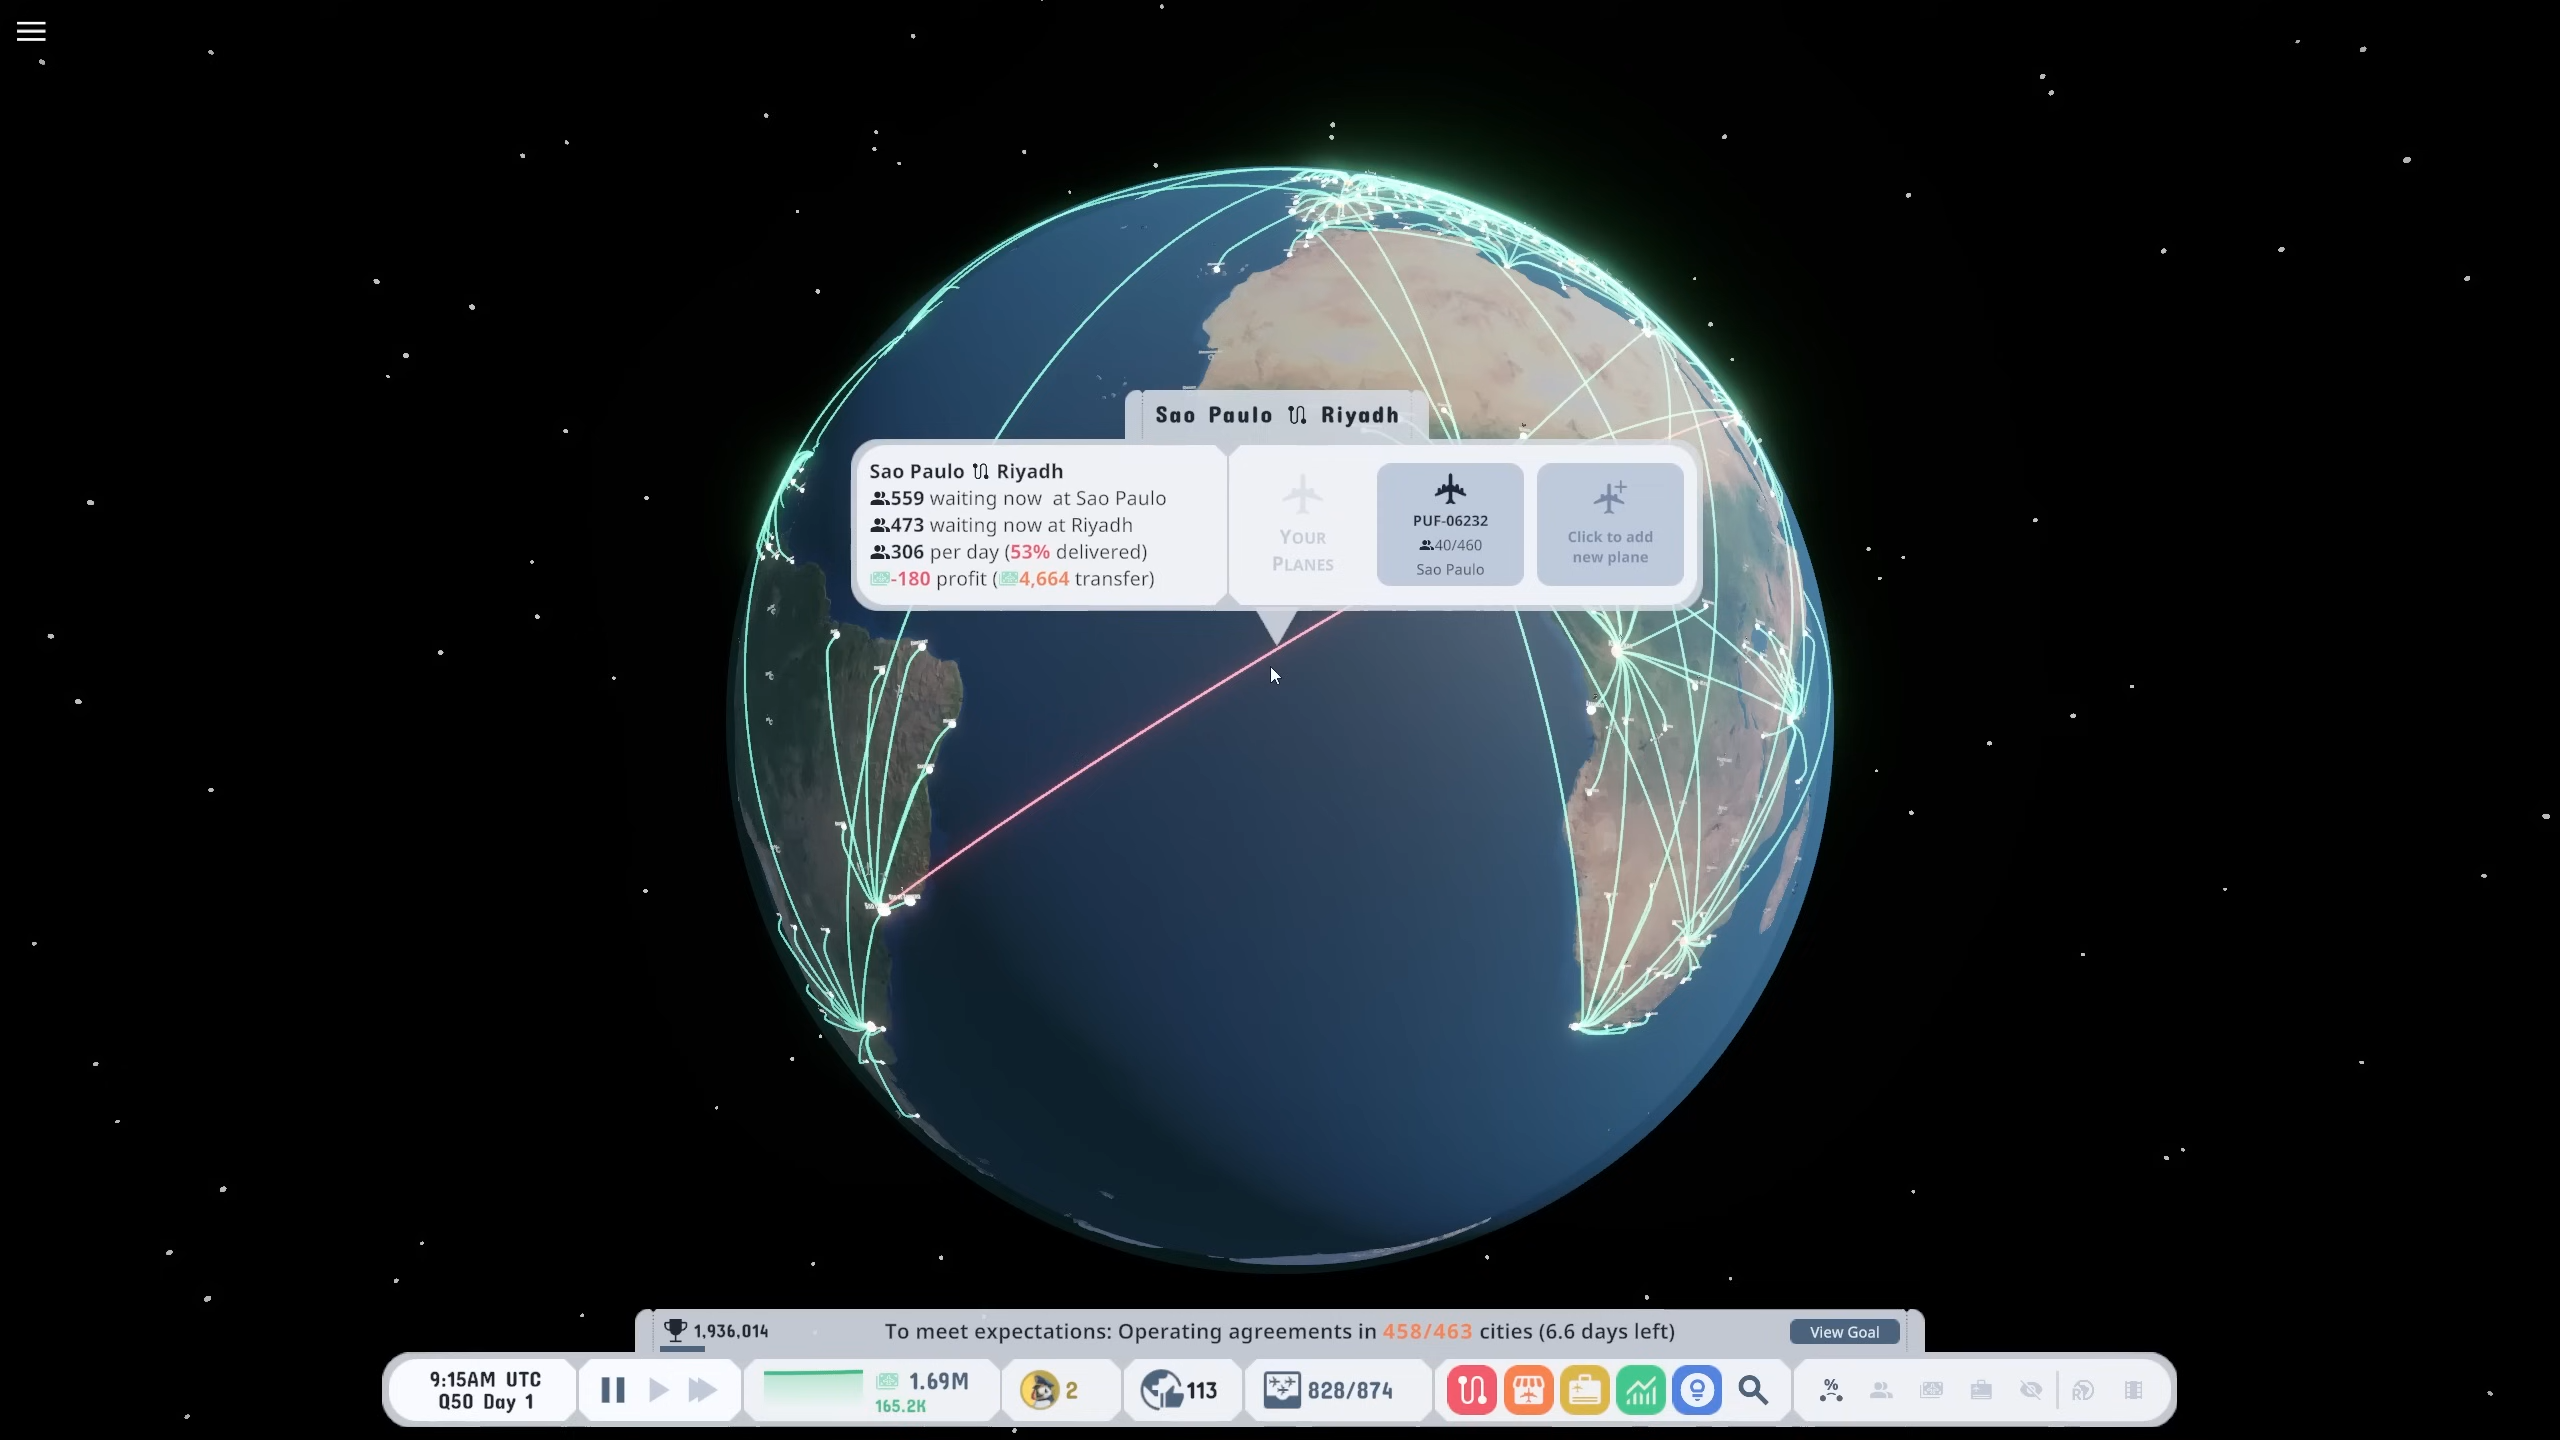 Sao Paulo Riyadh
Sao Paulo Riyadh
559 waiting now at Sao Paulo
473 waiting now at Riyadh
306 per day (53% delivered)
-180 profit (4,664 transfer)
YOUR
PLANES
PUF-06232
40/460
Sao Paulo
Click to add
new plane
1,936,014
To meet expectations: Operating agreements in 458/463 cities (6.6 days left)
View Goal
9:15AM UTC
Q50 Day 1
1.69M
165.2K
2
113
828/874
%